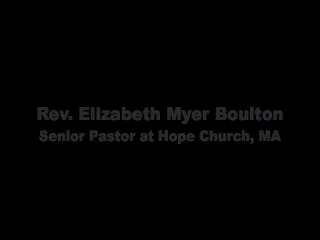 Rev. Elizabeth Myer Boulton
Senior Pastor at Hope Church, MA